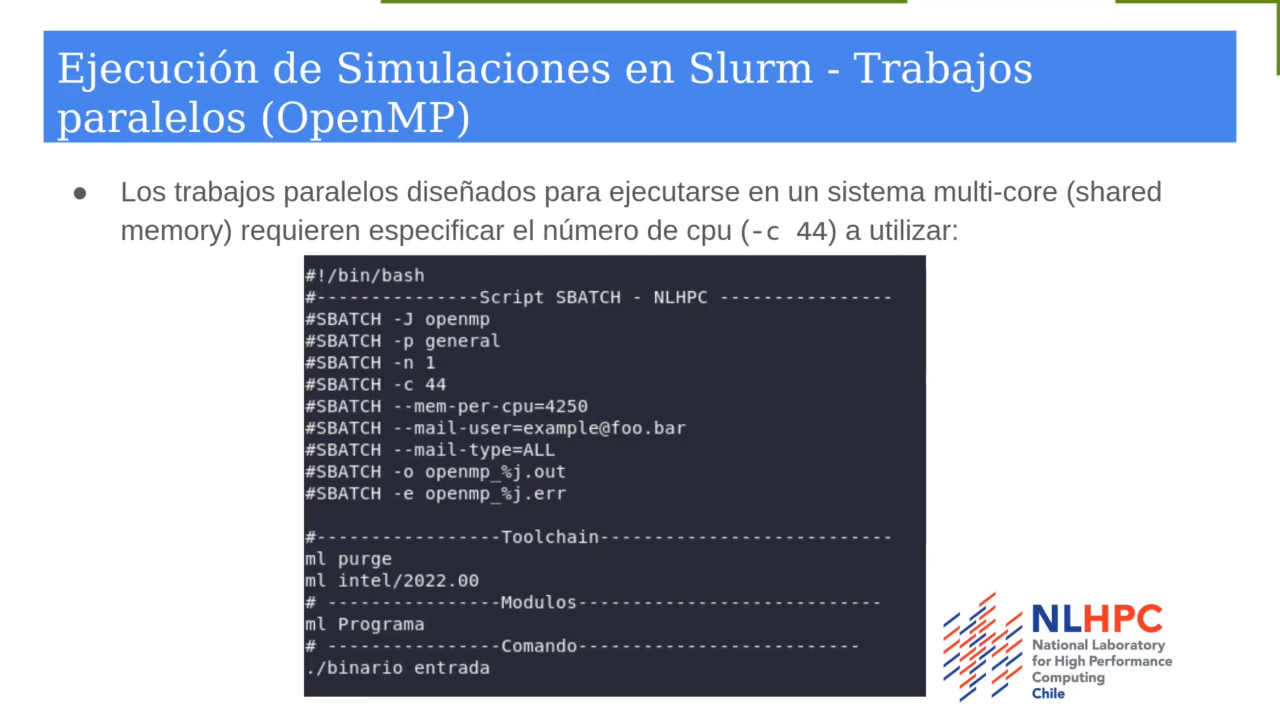 Ejecución de Simulaciones en Slurm - Trabajos
paralelos (OpenMP)
● Los trabajos paralelos diseñados para ejecutarse en un sistema multi-core (shared
memory) requieren especificar el número de cpu (-c 44) a utilizar:
#!/bin/bash
#---------------Script SBATCH - NLHPC ----------------
#SBATCH -J openmp
#SBATCH -p general
#SBATCH -n 1
#SBATCH -c 44
#SBATCH --mem-per-cpu=4250
#SBATCH --mail-user=example@foo.bar
#SBATCH --mail-type=ALL
#SBATCH -o openmp_%j.out
#SBATCH -e openmp_%j.err
#-----------------Toolchain---------------------------
ml purge
ml intel/2022.00
# ----------------Modulos----------------------------
ml Programa
# ----------------Comando--------------------------
./binario entrada
NLHPC
National Laboratory
for High Performance
Computing
Chile